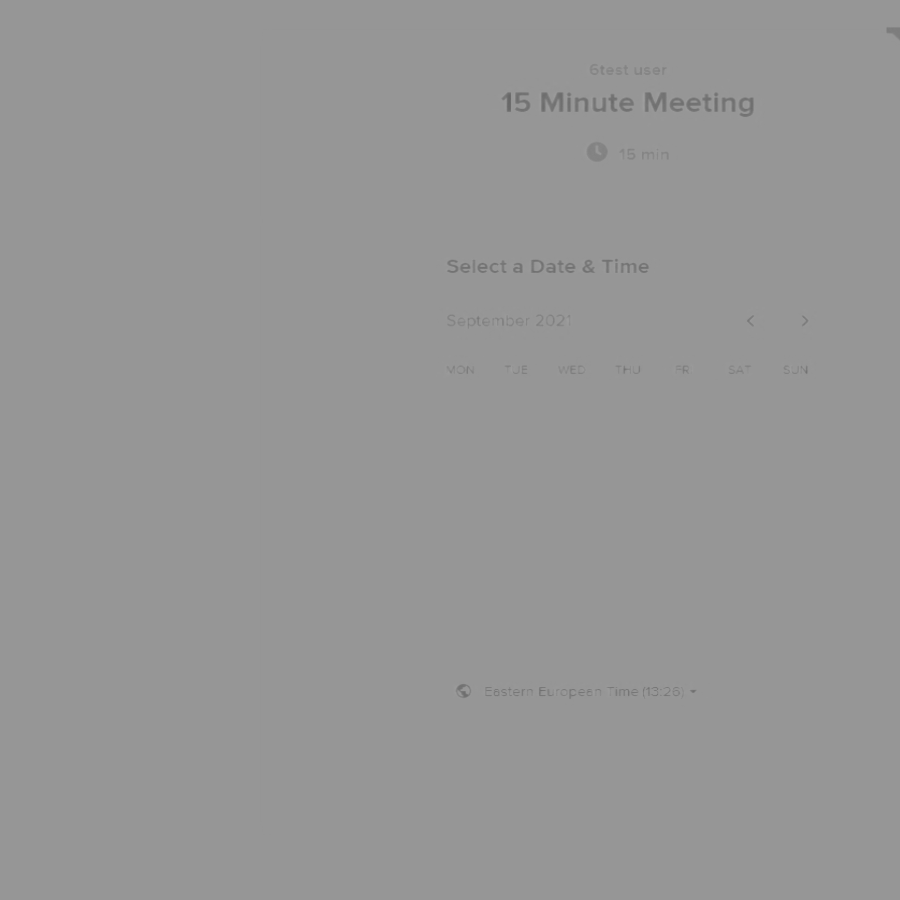 6test user
15 Minute Meeting
15 min
Select a Date & Time
September 2021
MON TUE WED THU FRI SAT SUN
Eastern European Time (13:26)